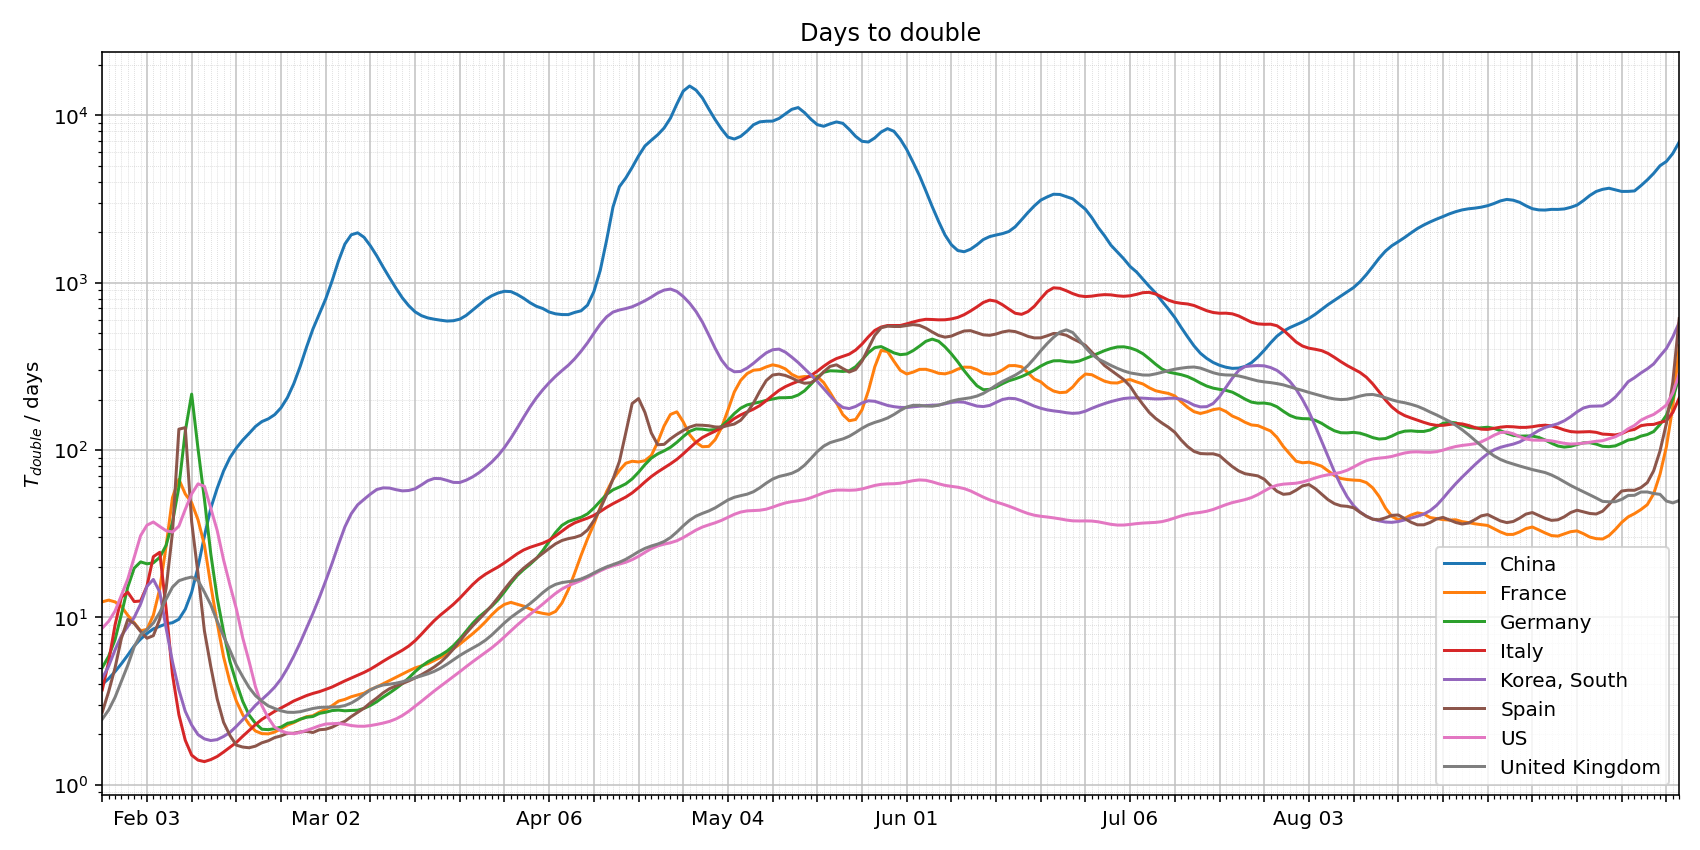 Days to double
T_double / days
10⁴
10³
10²
10¹
10⁰
Feb 03
Mar 02
Apr 06
May 04
Jun 01
Jul 06
Aug 03
China
France
Germany
Italy
Korea, South
Spain
US
United Kingdom